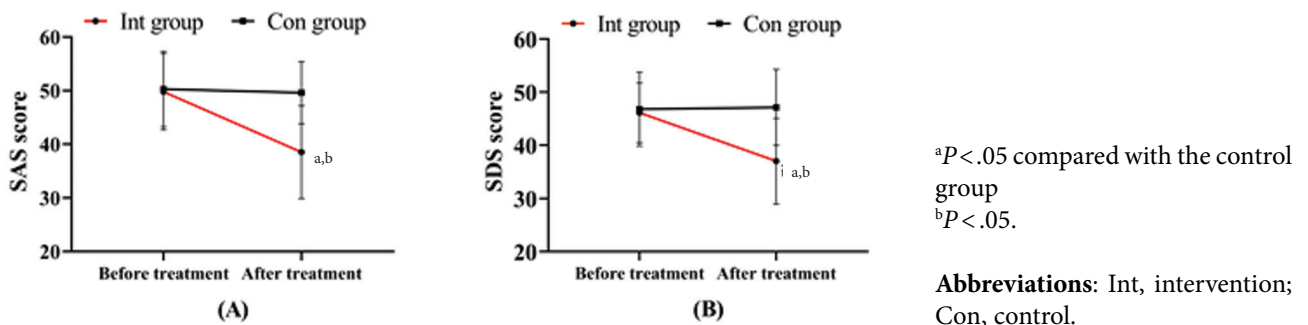 Int group Con group
60
50
40
30
20
SAS score
Before treatment After treatment
a,b
(A)
Int group Con group
60
50
40
30
20
SDS score
Before treatment After treatment
a,b
(B)
ᵃP<.05 compared with the control
group
ᵇP<.05.
Abbreviations: Int, intervention;
Con, control.